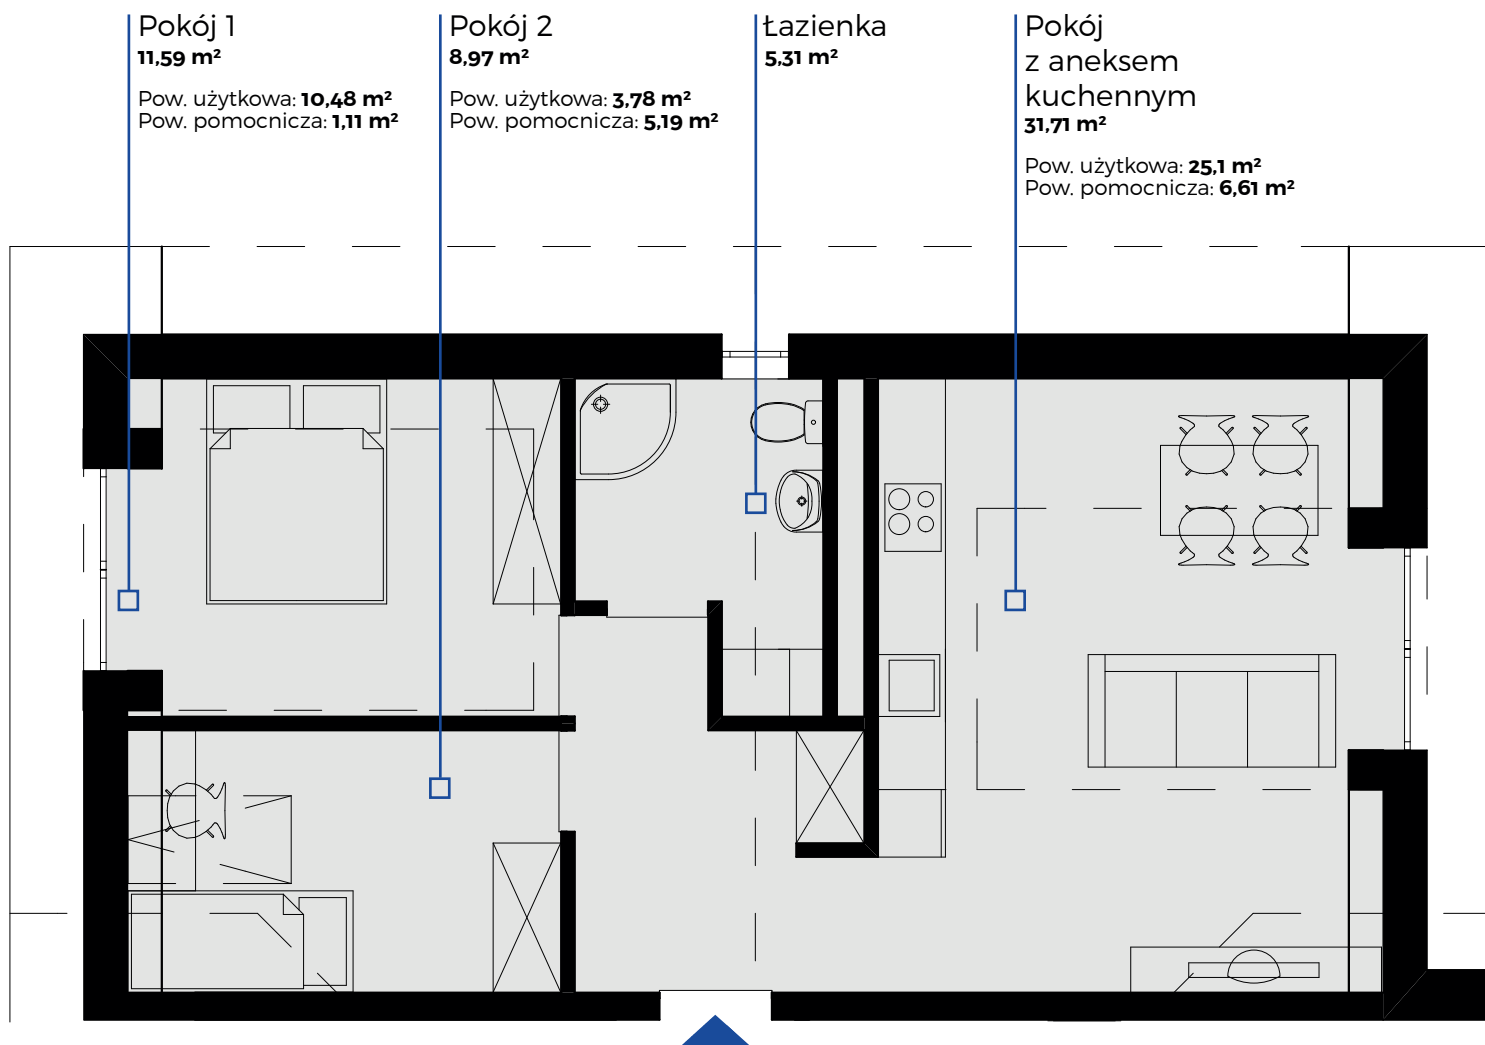 Pokój 1
11,59 m²
Pow. użytkowa: 10,48 m²
Pow. pomocnicza: 1,11 m²
Pokój 2
8,97 m²
Pow. użytkowa: 3,78 m²
Pow. pomocnicza: 5,19 m²
Łazienka
5,31 m²
Pokój
z aneksem
kuchennym
31,71 m²
Pow. użytkowa: 25,1 m²
Pow. pomocnicza: 6,61 m²